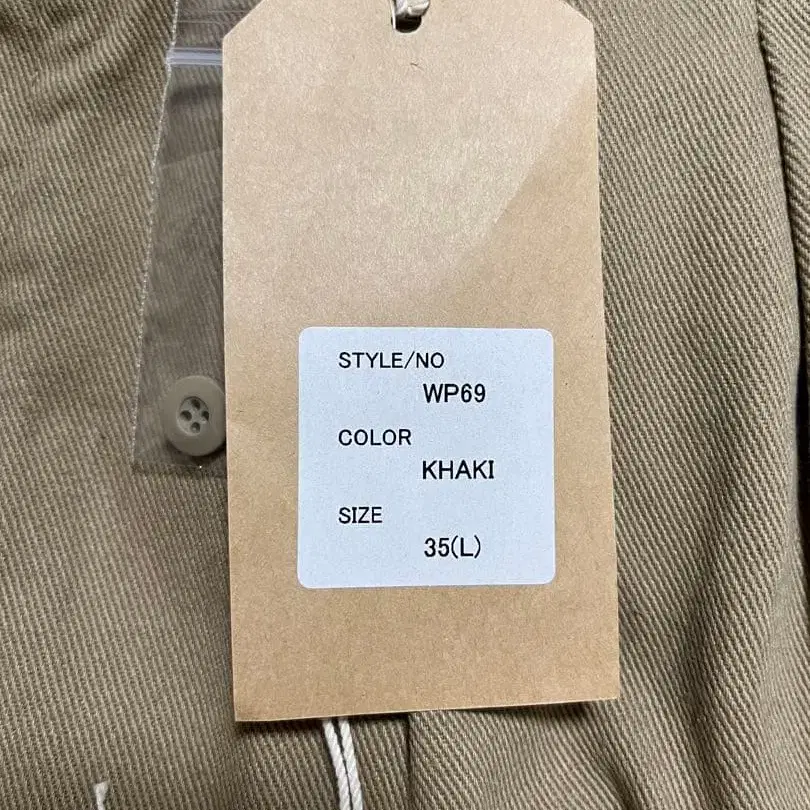 STYLE/NO
WP69
COLOR
KHAKI
SIZE
35(L)